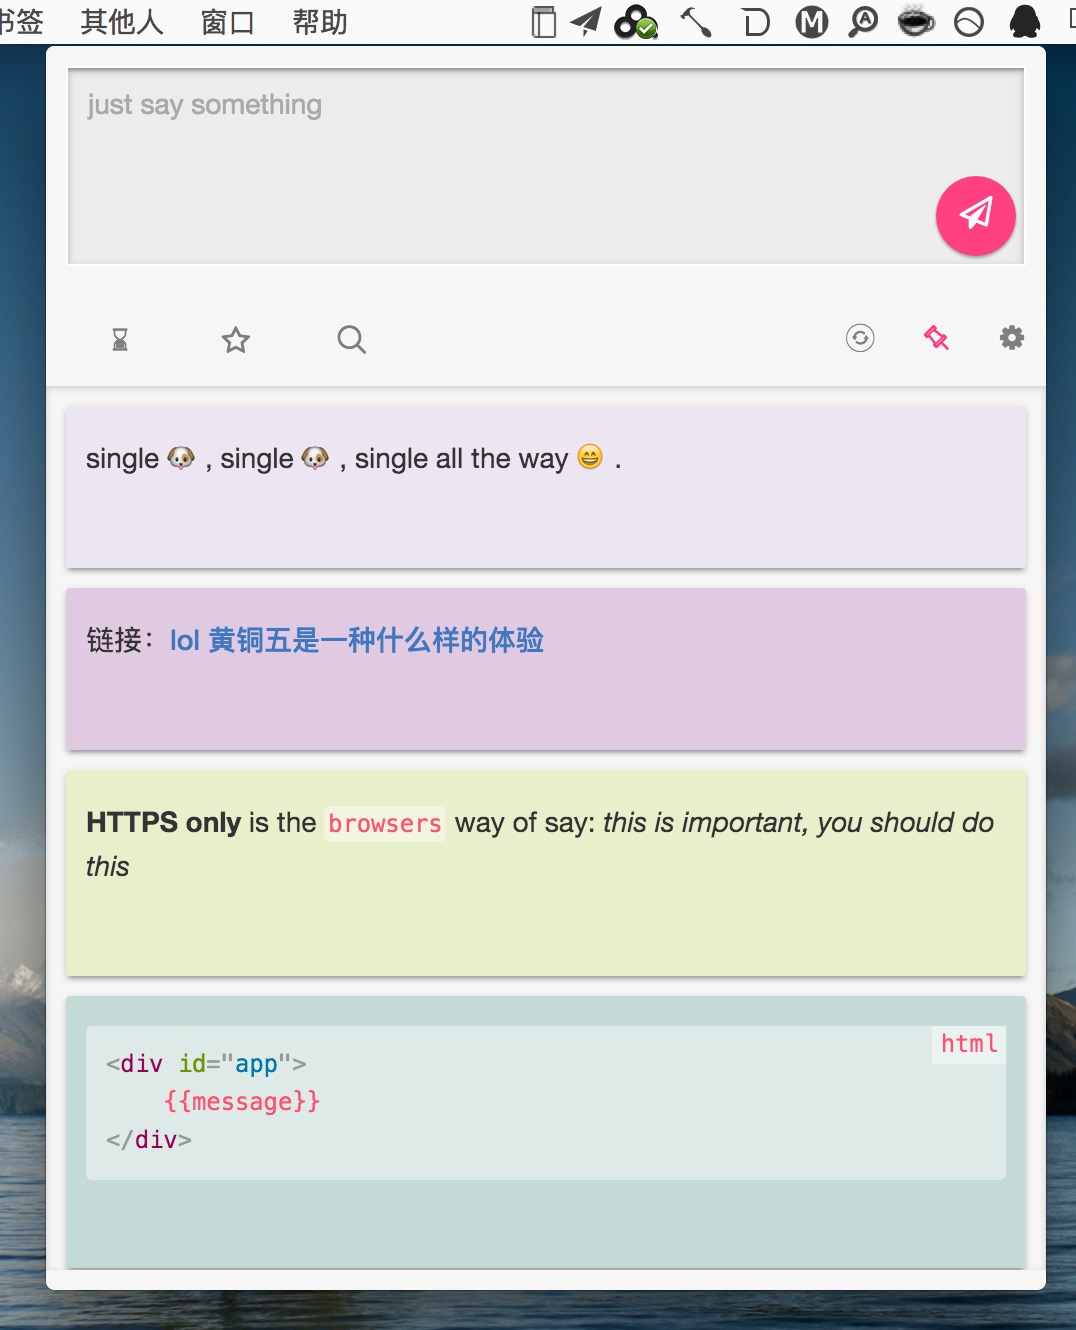 书签 其他人 窗口 帮助
just say something
single 🐶 , single 🐶 , single all the way 😄 .
链接：lol 黄铜五是一种什么样的体验
HTTPS only is the browsers way of say: this is important, you should do
this
html
<div id="app">
    {{message}}
</div>